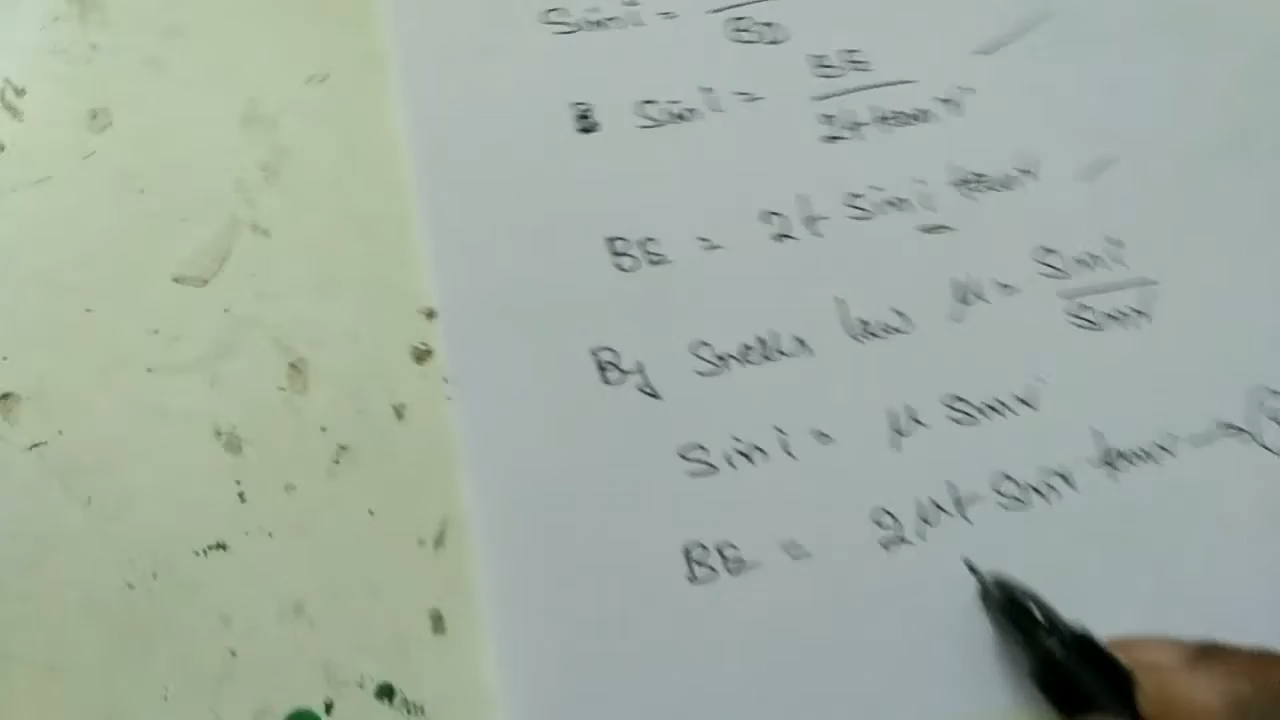 Sin i = ――
BD
Sin i = BE / 2t tan r
BE = 2t Sin i tan r
By Snells law μ = Sin i / Sin r
Sin i = μ Sin r
BE = 2μt Sin r tan r →